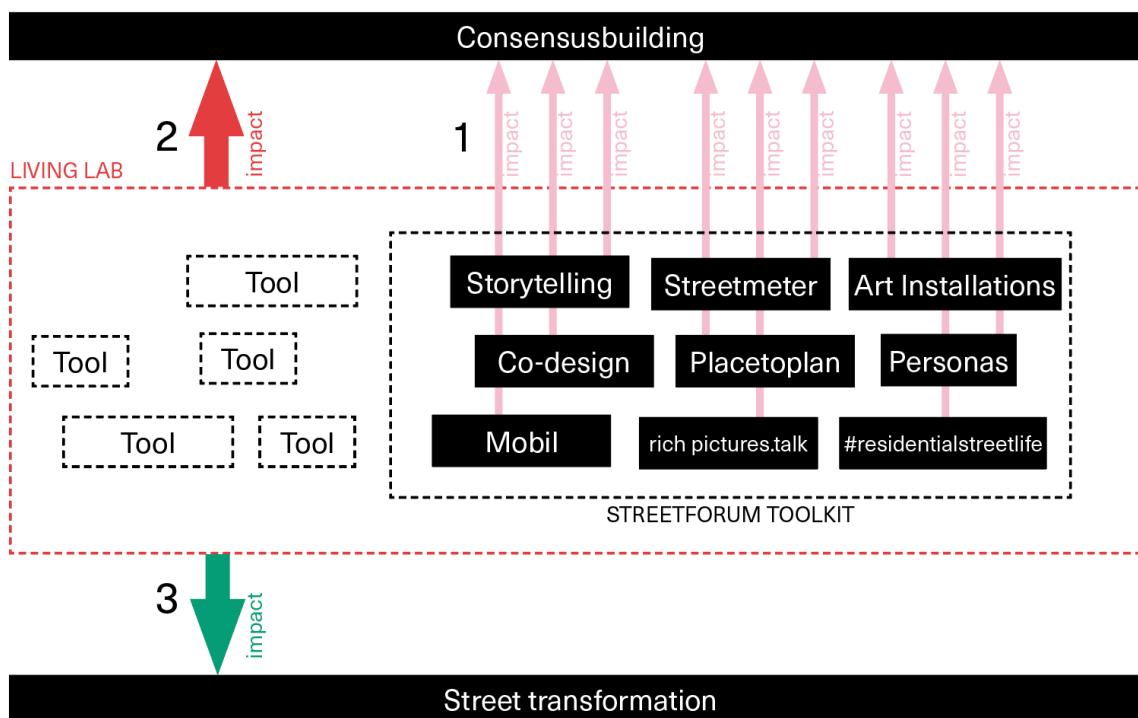 Consensusbuilding
2
impact
1
impact
impact
impact
impact
impact
impact
impact
impact
impact
LIVING LAB
Tool
Storytelling
Streetmeter
Art Installations
Tool
Tool
Co-design
Placetoplan
Personas
Tool
Tool
Mobil
rich pictures.talk
#residentialstreetlife
STREETFORUM TOOLKIT
3
impact
Street transformation